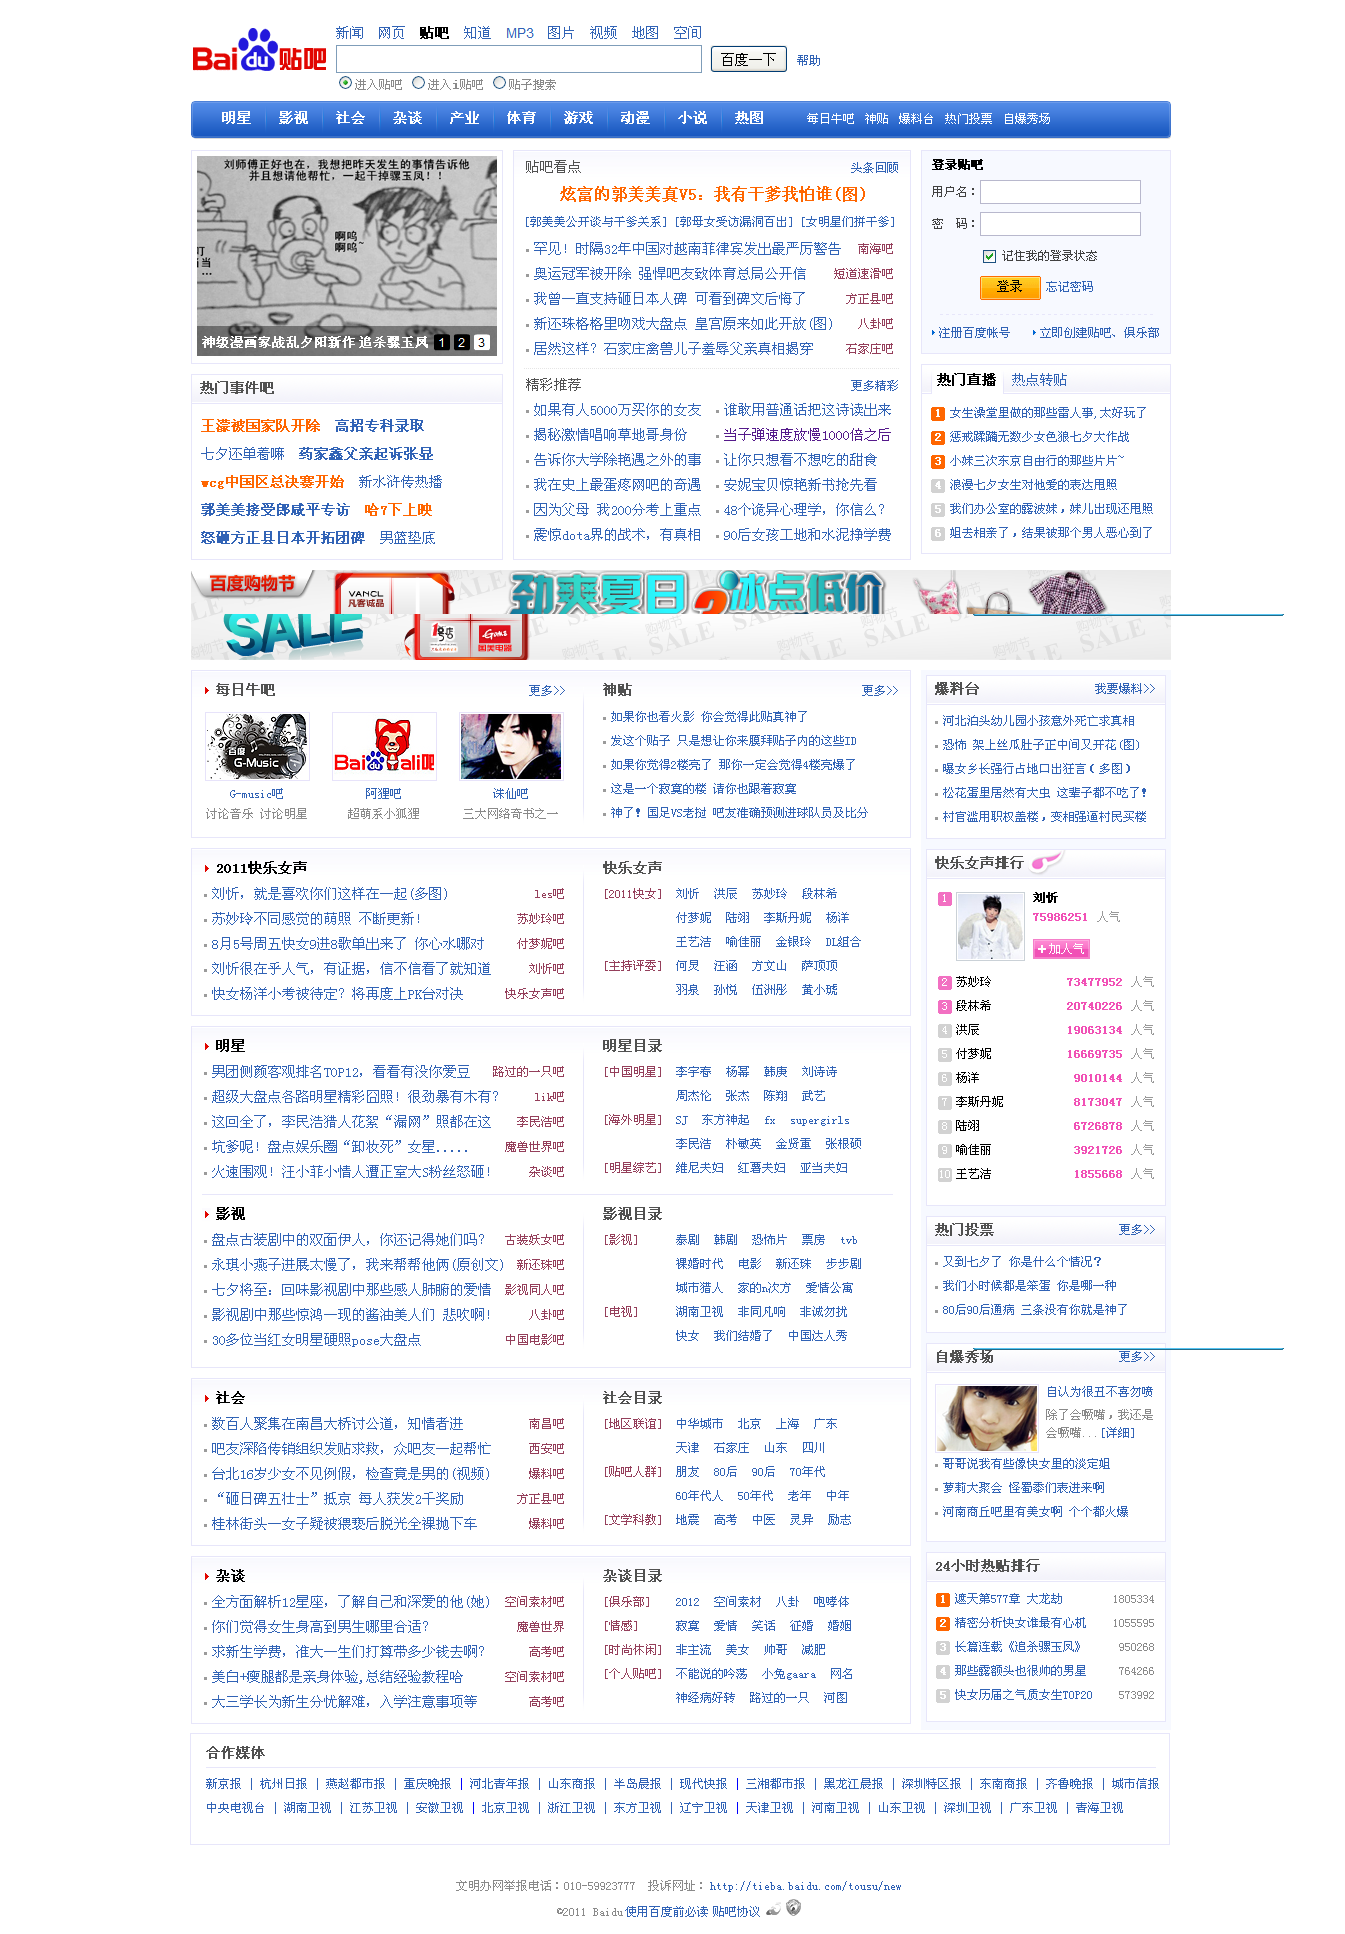 新闻 网页 贴吧 知道 MP3 图片 视频 地图 空间
Bai 贴吧 百度一下 帮助
进入贴吧 进入i贴吧 贴子搜索
明星 影视 社会 杂谈 产业 体育 游戏 动漫 小说 热图 每日牛吧 神贴 爆料台 热门投票 自爆秀场
刘师傅正好也在，我想把昨天发生的事情告诉他
并且想请他帮忙，一起干掉骡玉凤！！
啊呜 啊呜~
神级漫画家战乱夕阳新作 追杀骡玉凤 1 2 3
热门事件吧
王濛被国家队开除 高招专科录取
七夕还单着嘛 药家鑫父亲起诉张显
wcg中国区总决赛开始 新水浒传热播
郭美美接受郎咸平专访 哈7下上映
怒砸方正县日本开拓团碑 男篮垫底
贴吧看点 头条回顾
炫富的郭美美真V5：我有干爹我怕谁(图)
[郭美美公开谈与干爹关系] [郭母女受访漏洞百出] [女明星们拼干爹]
罕见！时隔32年中国对越南菲律宾发出最严厉警告 南海吧
奥运冠军被开除 强悍吧友致体育总局公开信 短道速滑吧
我曾一直支持砸日本人碑 可看到碑文后悔了 方正县吧
新还珠格格里吻戏大盘点 皇宫原来如此开放(图) 八卦吧
居然这样？石家庄禽兽儿子羞辱父亲真相揭穿 石家庄吧
精彩推荐 更多精彩
如果有人5000万买你的女友 谁敢用普通话把这诗读出来
揭秘激情唱响草地哥身份 当子弹速度放慢1000倍之后
告诉你大学除艳遇之外的事 让你只想看不想吃的甜食
我在史上最蛋疼网吧的奇遇 安妮宝贝惊艳新书抢先看
因为父母 我200分考上重点 48个诡异心理学，你信么？
震惊dota界的战术，有真相 90后女孩工地和水泥挣学费
登录贴吧
用户名：
密 码：
记住我的登录状态
登录 忘记密码
注册百度帐号 立即创建贴吧、俱乐部
热门直播 热点转贴
1 女生澡堂里做的那些雷人事,太好玩了
2 惩戒蹂躏无数少女色狼七夕大作战
3 小妹三次东京自由行的那些片片~
4 浪漫七夕女生对他爱的表达甩照
5 我们办公室的露波妹，妹儿出现还甩照
6 姐去相亲了，结果被那个男人恶心到了
百度购物节 VANCL 凡客诚品 劲爽夏日 冰点低价
SALE 1号店 Gome 国美电器
每日牛吧 更多>>
百度 G-Music Bai ali吧
G-music吧 阿狸吧 诛仙吧
讨论音乐 讨论明星 超萌系小狐狸 三大网络奇书之一
神贴 更多>>
如果你也看火影 你会觉得此贴真神了
发这个贴子 只是想让你来膜拜贴子内的这些ID
如果你觉得2楼亮了 那你一定会觉得4楼亮爆了
这是一个寂寞的楼 请你也跟着寂寞
神了！国足VS老挝 吧友准确预测进球队员及比分
爆料台 我要爆料>>
河北泊头幼儿园小孩意外死亡求真相
恐怖 架上丝瓜肚子正中间又开花(图)
曝女乡长强行占地口出狂言（多图）
松花蛋里居然有大虫 这辈子都不吃了！
村官滥用职权盖楼，变相强逼村民买楼
2011快乐女声
刘忻，就是喜欢你们这样在一起(多图) les吧
苏妙玲不同感觉的萌照 不断更新！ 苏妙玲吧
8月5号周五快女9进8歌单出来了 你心水哪对 付梦妮吧
刘忻很在乎人气，有证据，信不信看了就知道 刘忻吧
快女杨洋小考被待定？将再度上PK台对决 快乐女声吧
快乐女声
[2011快女] 刘忻 洪辰 苏妙玲 段林希
付梦妮 陆翊 李斯丹妮 杨洋
王艺洁 喻佳丽 金银玲 DL组合
[主持评委] 何炅 汪涵 方文山 萨顶顶
羽泉 孙悦 伍洲彤 黄小琥
快乐女声排行
1 刘忻
75986251 人气
+加人气
2 苏妙玲 73477952 人气
3 段林希 20740226 人气
4 洪辰 19063134 人气
5 付梦妮 16669735 人气
6 杨洋 9010144 人气
7 李斯丹妮 8173047 人气
8 陆翊 6726878 人气
9 喻佳丽 3921726 人气
10 王艺洁 1855668 人气
明星
男团侧颜客观排名TOP12，看看有没你爱豆 路过的一只吧
超级大盘点各路明星精彩囧照！很劲暴有木有？ lik吧
这回全了，李民浩猎人花絮“漏网”照都在这 李民浩吧
坑爹呢！盘点娱乐圈“卸妆死”女星..... 魔兽世界吧
火速围观！汪小菲小情人遭正室大S粉丝怒砸！ 杂谈吧
明星目录
[中国明星] 李宇春 杨幂 韩庚 刘诗诗
周杰伦 张杰 陈翔 武艺
[海外明星] SJ 东方神起 fx supergirls
李民浩 朴敏英 金贤重 张根硕
[明星综艺] 维尼夫妇 红薯夫妇 亚当夫妇
影视
盘点古装剧中的双面伊人，你还记得她们吗？ 古装妖女吧
永琪小燕子进展太慢了，我来帮帮他俩(原创文) 新还珠吧
七夕将至：回味影视剧中那些感人肺腑的爱情 影视同人吧
影视剧中那些惊鸿一现的酱油美人们 悲吹啊！ 八卦吧
30多位当红女明星硬照pose大盘点 中国电影吧
影视目录
[影视] 泰剧 韩剧 恐怖片 票房 tvb
裸婚时代 电影 新还珠 步步剧
城市猎人 家的n次方 爱情公寓
[电视] 湖南卫视 非同凡响 非诚勿扰
快女 我们结婚了 中国达人秀
热门投票 更多>>
又到七夕了 你是什么个情况？
我们小时候都是笨蛋 你是哪一种
80后90后通病 三条没有你就是神了
自爆秀场 更多>>
自认为很丑不喜勿喷
除了会噘嘴，我还是
会噘嘴...[详细]
哥哥说我有些像快女里的淡定姐
萝莉大聚会 怪蜀黍们表进来啊
河南商丘吧里有美女啊 个个都火爆
社会
数百人聚集在南昌大桥讨公道，知情者进 南昌吧
吧友深陷传销组织发贴求救，众吧友一起帮忙 西安吧
台北16岁少女不见例假，检查竟是男的(视频) 爆料吧
“砸日碑五壮士”抵京 每人获发2千奖励 方正县吧
桂林街头一女子疑被猥亵后脱光全裸抛下车 爆料吧
社会目录
[地区联谊] 中华城市 北京 上海 广东
天津 石家庄 山东 四川
[贴吧人群] 朋友 80后 90后 70年代
60年代人 50年代 老年 中年
[文学科教] 地震 高考 中医 灵异 励志
杂谈
全方面解析12星座，了解自己和深爱的他(她) 空间素材吧
你们觉得女生身高到男生哪里合适？ 魔兽世界
求新生学费，准大一生们打算带多少钱去啊？ 高考吧
美白+瘦腿都是亲身体验,总结经验教程哈 空间素材吧
大三学长为新生分忧解难，入学注意事项等 高考吧
杂谈目录
[俱乐部] 2012 空间素材 八卦 咆哮体
[情感] 寂寞 爱情 笑话 征婚 婚姻
[时尚休闲] 非主流 美女 帅哥 减肥
[个人贴吧] 不能说的吟荡 小兔gaara 网名
神经病好转 路过的一只 河图
24小时热贴排行
1 遮天第577章 大龙劫 1805334
2 精密分析快女谁最有心机 1055595
3 长篇连载《追杀骡玉凤》 950268
4 那些露额头也很帅的男星 764266
5 快女历届之气质女生TOP20 573992
合作媒体
新京报 | 杭州日报 | 燕赵都市报 | 重庆晚报 | 河北青年报 | 山东商报 | 半岛晨报 | 现代快报 | 三湘都市报 | 黑龙江晨报 | 深圳特区报 | 东南商报 | 齐鲁晚报 | 城市信报
中央电视台 | 湖南卫视 | 江苏卫视 | 安徽卫视 | 北京卫视 | 浙江卫视 | 东方卫视 | 辽宁卫视 | 天津卫视 | 河南卫视 | 山东卫视 | 深圳卫视 | 广东卫视 | 青海卫视
文明办网举报电话：010-59923777 投诉网址：http://tieba.baidu.com/tousu/new
©2011 Baidu使用百度前必读 贴吧协议